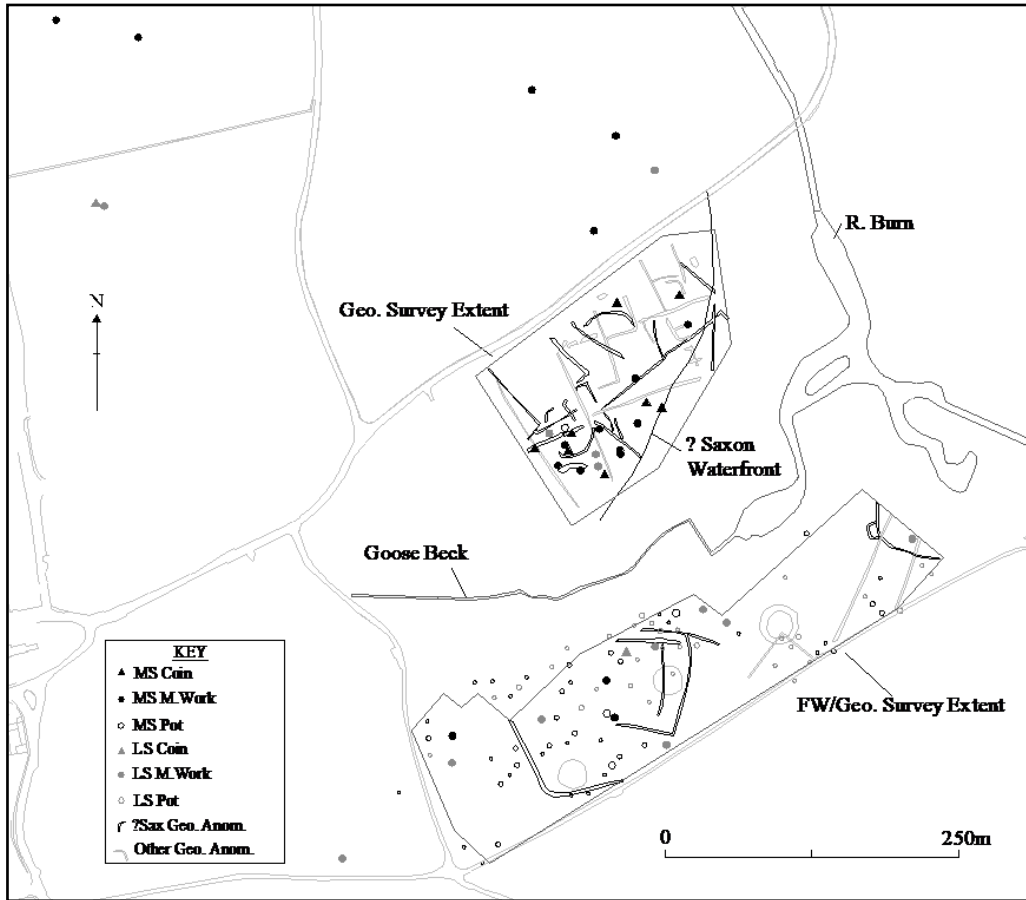 R. Burn
N
Geo. Survey Extent
? Saxon
Waterfront
Goose Beck
KEY
MS Coin
MS M. Work
MS Pot
LS Coin
LS M. Work
LS Pot
?Sax Geo. Anom.
Other Geo. Anom.
FW/Geo. Survey Extent
0 250m